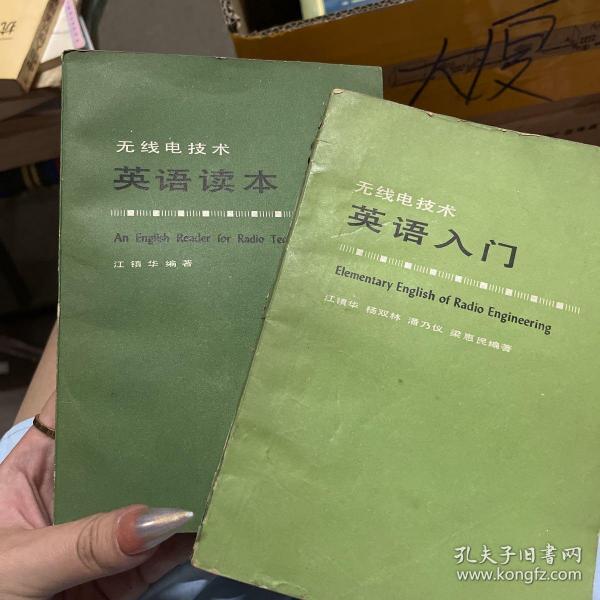 无线电技术
英语读本
An English Reader for Radio
江镇华编著
无线电技术
英语入门
Elementary English of Radio Engineering
江镇华 杨双林 潘乃仪 梁惠民编著
大
孔夫子旧书网
www.kongfz.com